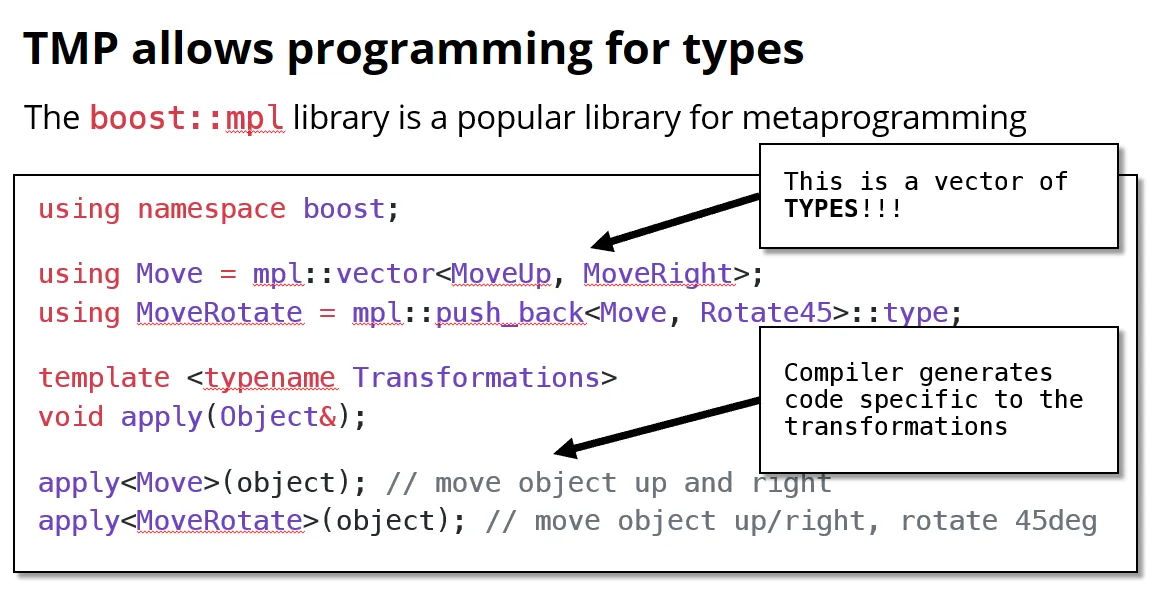 TMP allows programming for types
The boost::mpl library is a popular library for metaprogramming
This is a vector of
TYPES!!!
using namespace boost;
using Move = mpl::vector<MoveUp, MoveRight>;
using MoveRotate = mpl::push_back<Move, Rotate45>::type;
Compiler generates
code specific to the
transformations
template <typename Transformations>
void apply(Object&);
apply<Move>(object); // move object up and right
apply<MoveRotate>(object); // move object up/right, rotate 45deg